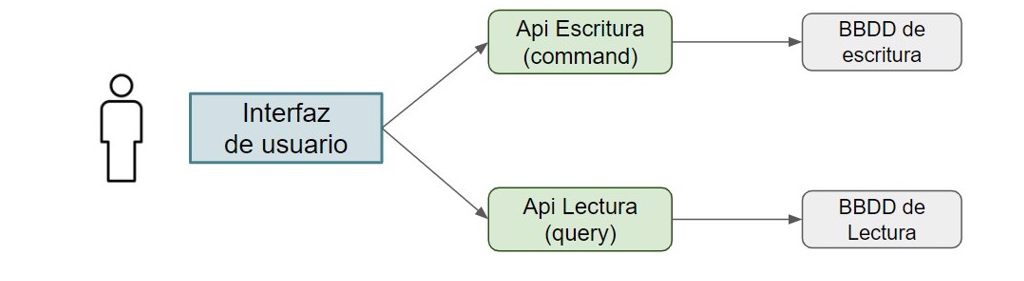 Interfaz
de usuario
Api Escritura
(command)
BBDD de
escritura
Api Lectura
(query)
BBDD de
Lectura